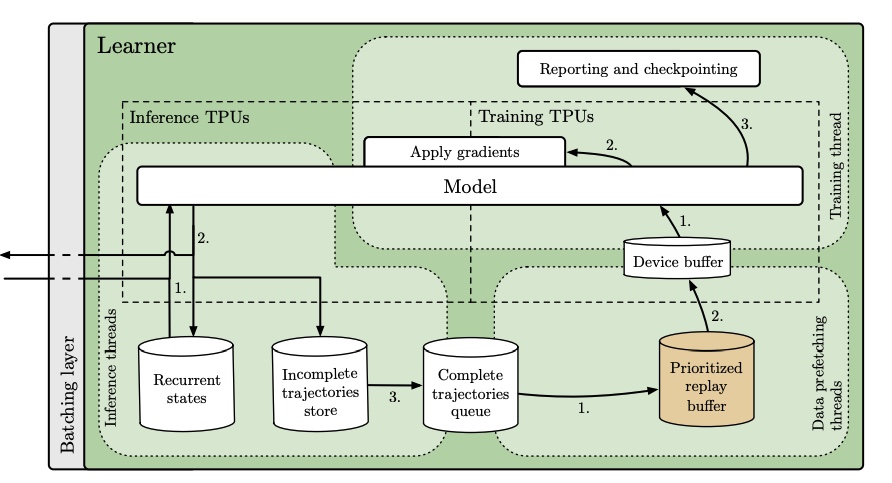 Learner
Reporting and checkpointing
Inference TPUs
Training TPUs
3.
Apply gradients
2.
Training thread
Model
2.
1.
1.
Device buffer
2.
Batching layer
Inference threads
Recurrent
states
Incomplete
trajectories
store
3.
Complete
trajectories
queue
1.
Prioritized
replay
buffer
Data prefetching
threads